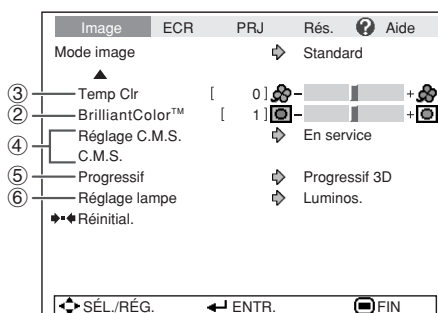 Image ECR PRJ Rés. ? Aide
Mode image Standard
③ Temp Clr [ 0 ] – +
② BrilliantColor™ [ 1 ] – +
④ Réglage C.M.S. En service
C.M.S.
⑤ Progressif Progressif 3D
⑥ Réglage lampe Luminos.
Réinitial.
SÉL./RÉG. ENTR. FIN